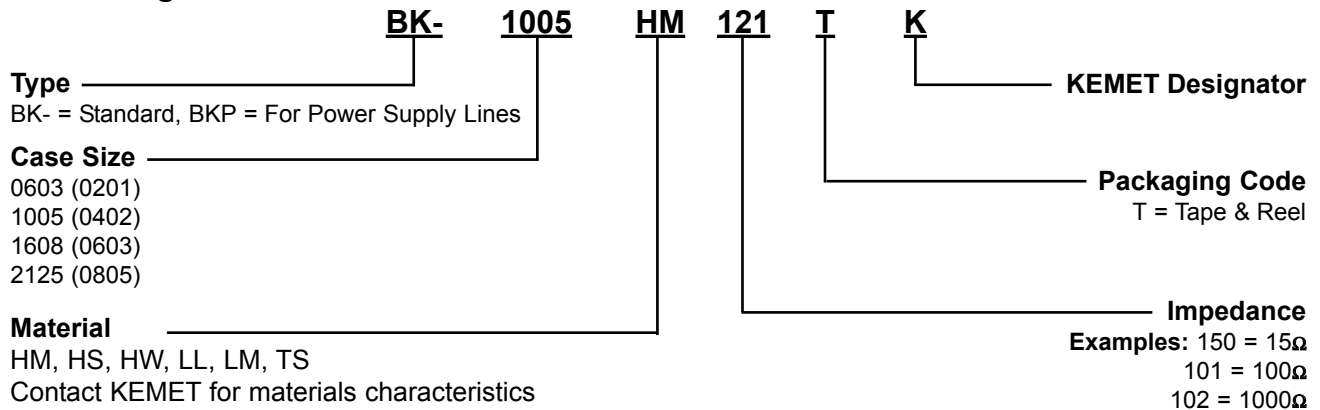 BK- 1005 HM 121 T K
Type
BK- = Standard, BKP = For Power Supply Lines
Case Size
0603 (0201)
1005 (0402)
1608 (0603)
2125 (0805)
Material
HM, HS, HW, LL, LM, TS
Contact KEMET for materials characteristics
KEMET Designator
Packaging Code
T = Tape & Reel
Impedance
Examples: 150 = 15Ω
101 = 100Ω
102 = 1000Ω